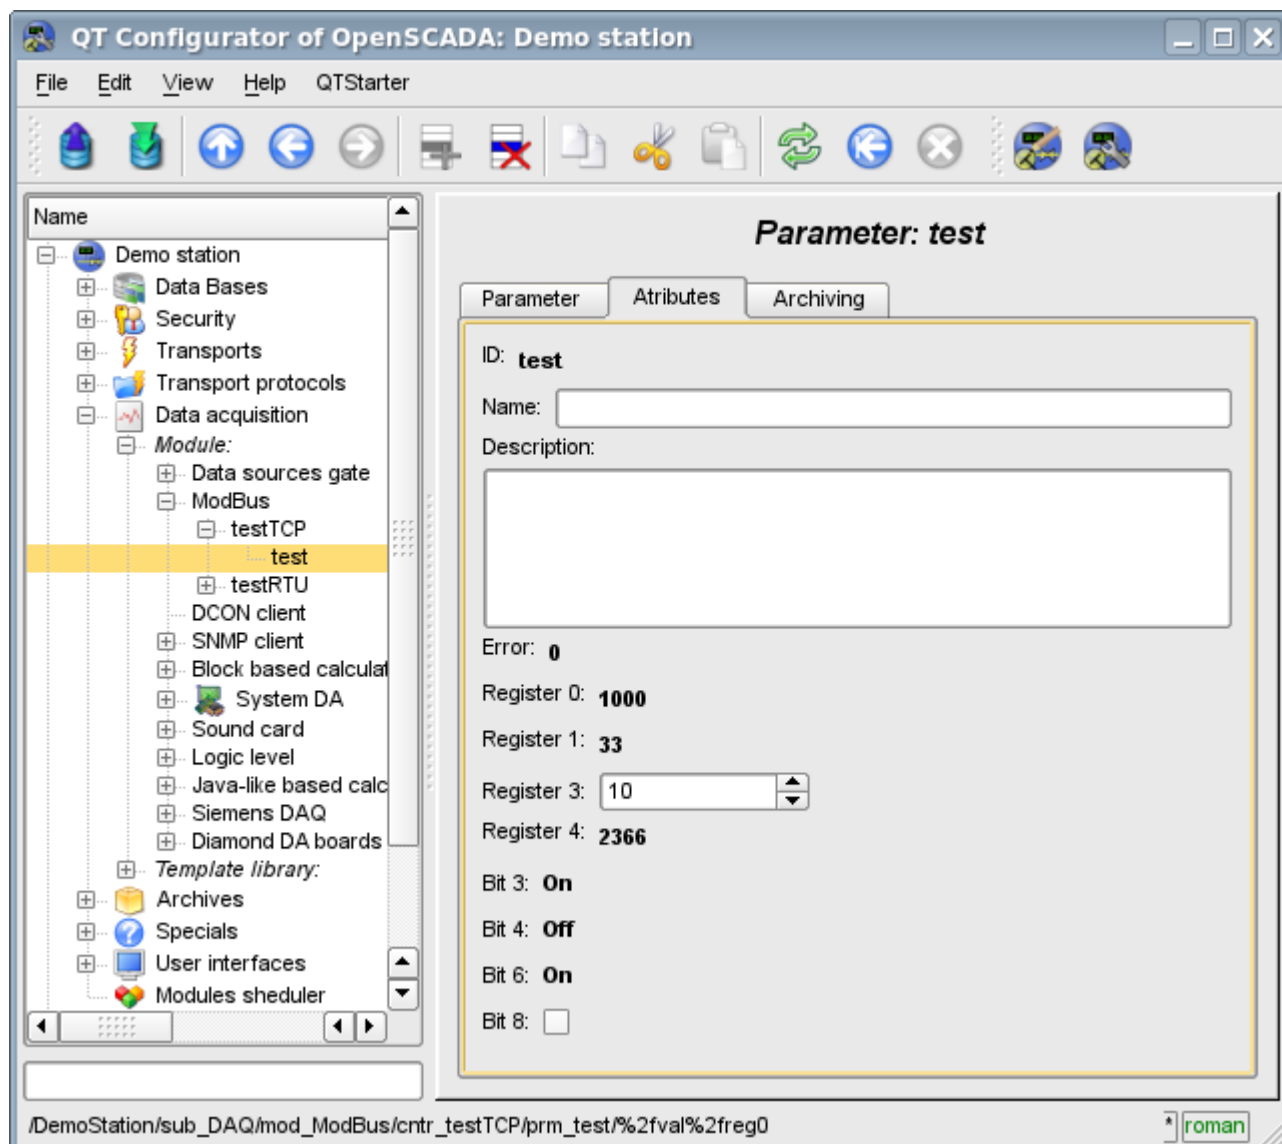 QT Configurator of OpenSCADA: Demo station
File Edit View Help QTStarter
Name
Demo station
Data Bases
Security
Transports
Transport protocols
Data acquisition
Module:
Data sources gate
ModBus
testTCP
test
testRTU
DCON client
SNMP client
Block based calculat
System DA
Sound card
Logic level
Java-like based calc
Siemens DAQ
Diamond DA boards
Template library:
Archives
Specials
User interfaces
Modules sheduler
Parameter: test
Parameter Atributes Archiving
ID: test
Name:
Description:
Error: 0
Register 0: 1000
Register 1: 33
Register 3: 10
Register 4: 2366
Bit 3: On
Bit 4: Off
Bit 6: On
Bit 8:
/DemoStation/sub_DAQ/mod_ModBus/cntr_testTCP/prm_test/%2fval%2freg0 * roman